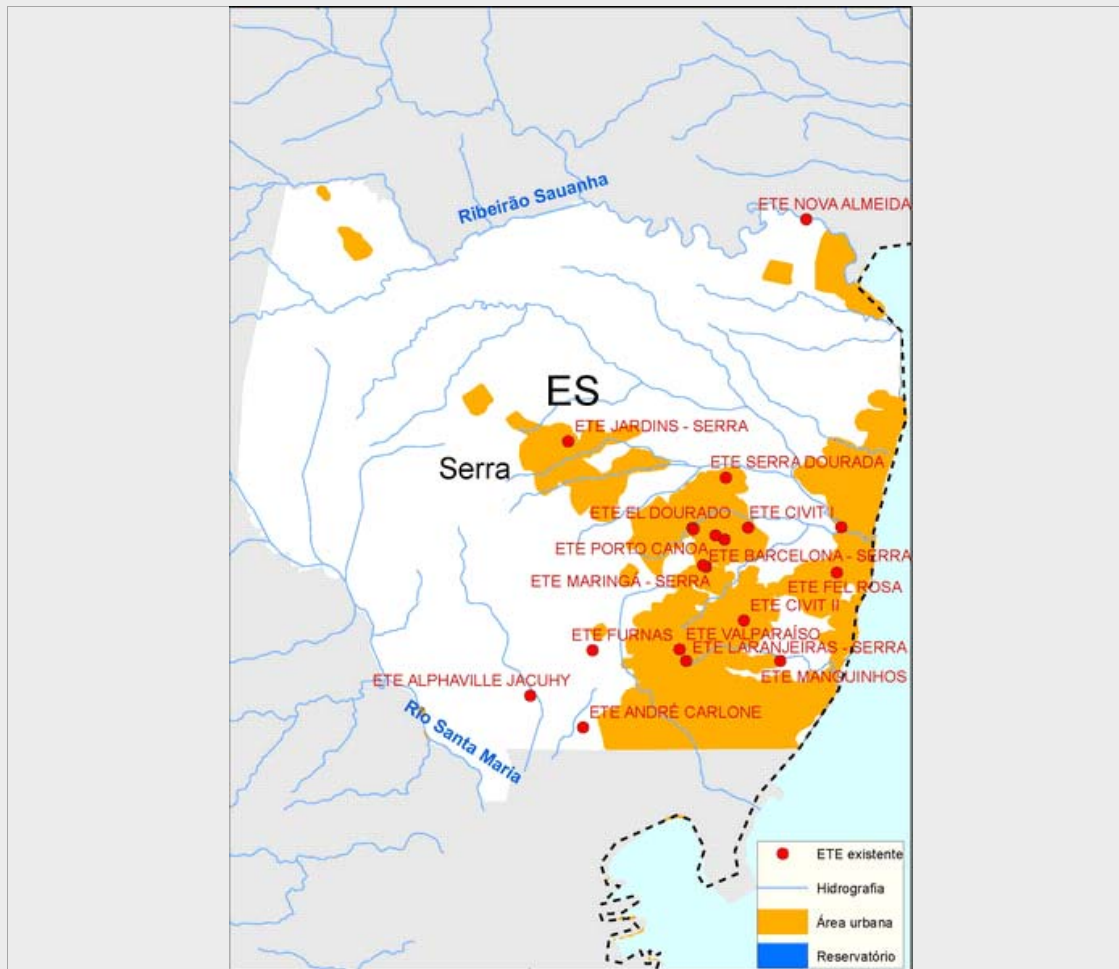 Ribeirão Sauanha
ETE NOVA ALMEIDA
ES
ETE JARDINS - SERRA
Serra
ETE SERRA DOURADA
ETE EL DOURADO
ETE CIVIT I
ETE PORTO CANOA
ETE BARCELONA - SERRA
ETE MARINGÁ - SERRA
ETE FEL ROSA
ETE CIVIT II
ETE FURNAS
ETE VALPARAÍSO
ETE LARANJEIRAS - SERRA
ETE MANGUINHOS
ETE ALPHAVILLE JACUHY
ETE ANDRÉ CARLONE
Rio Santa Maria
ETE existente
Hidrografia
Área urbana
Reservatório